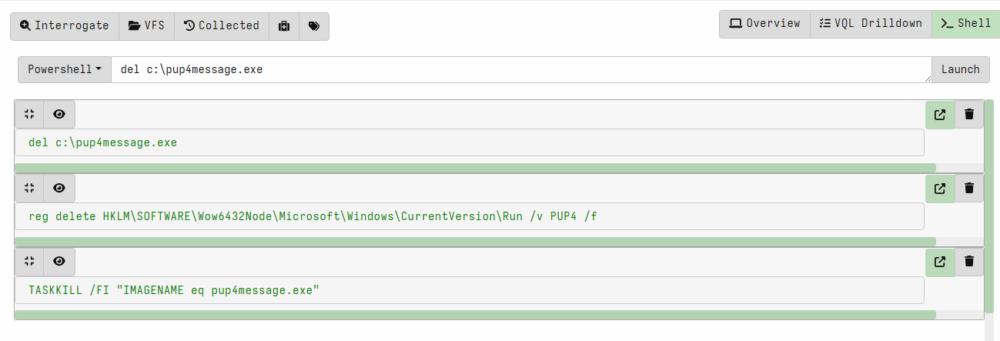 Interrogate VFS Collected Overview VQL Drilldown Shell
Powershell del c:\pup4message.exe Launch
del c:\pup4message.exe
reg delete HKLM\SOFTWARE\Wow6432Node\Microsoft\Windows\CurrentVersion\Run /v PUP4 /f
TASKKILL /FI "IMAGENAME eq pup4message.exe"